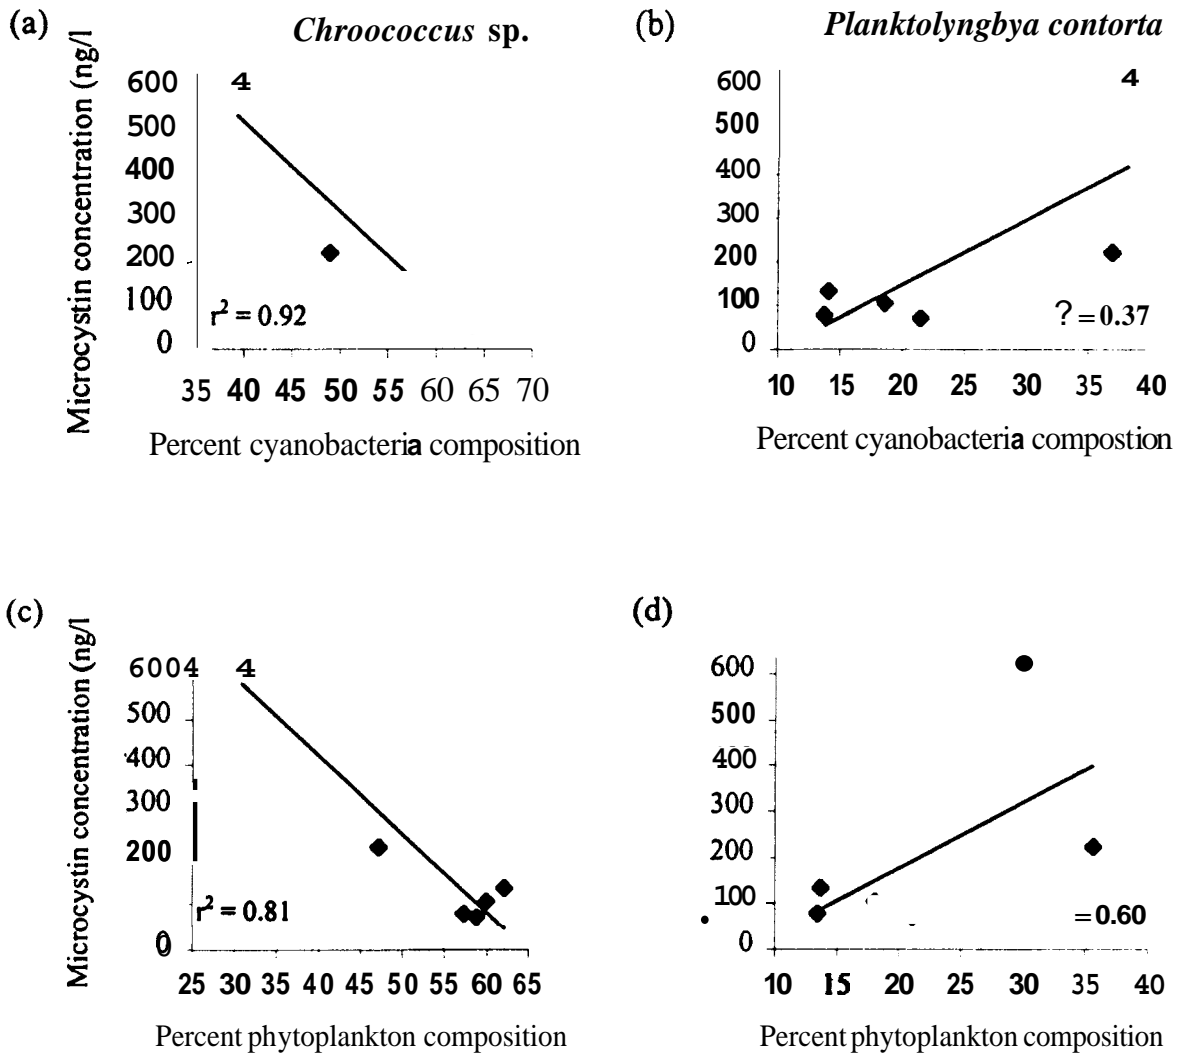 (a)
Chroococcus sp.
Microcystin concentration (ng/l
600
500
400
300
200
100
0
4
r² = 0.92
35 40 45 50 55 60 65 70
Percent cyanobacteria composition
(b)
Planktolyngbya contorta
600
500
400
300
200
100
0
4
? = 0.37
10 15 20 25 30 35 40
Percent cyanobacteria compostion
(c)
Microcystin concentration (ng/l
6004 4
500
400
300
200
100
0
r² = 0.81
25 30 35 40 45 50 55 60 65
Percent phytoplankton composition
(d)
600
500
400
300
200
100
0
= 0.60
10 15 20 25 30 35 40
Percent phytoplankton composition